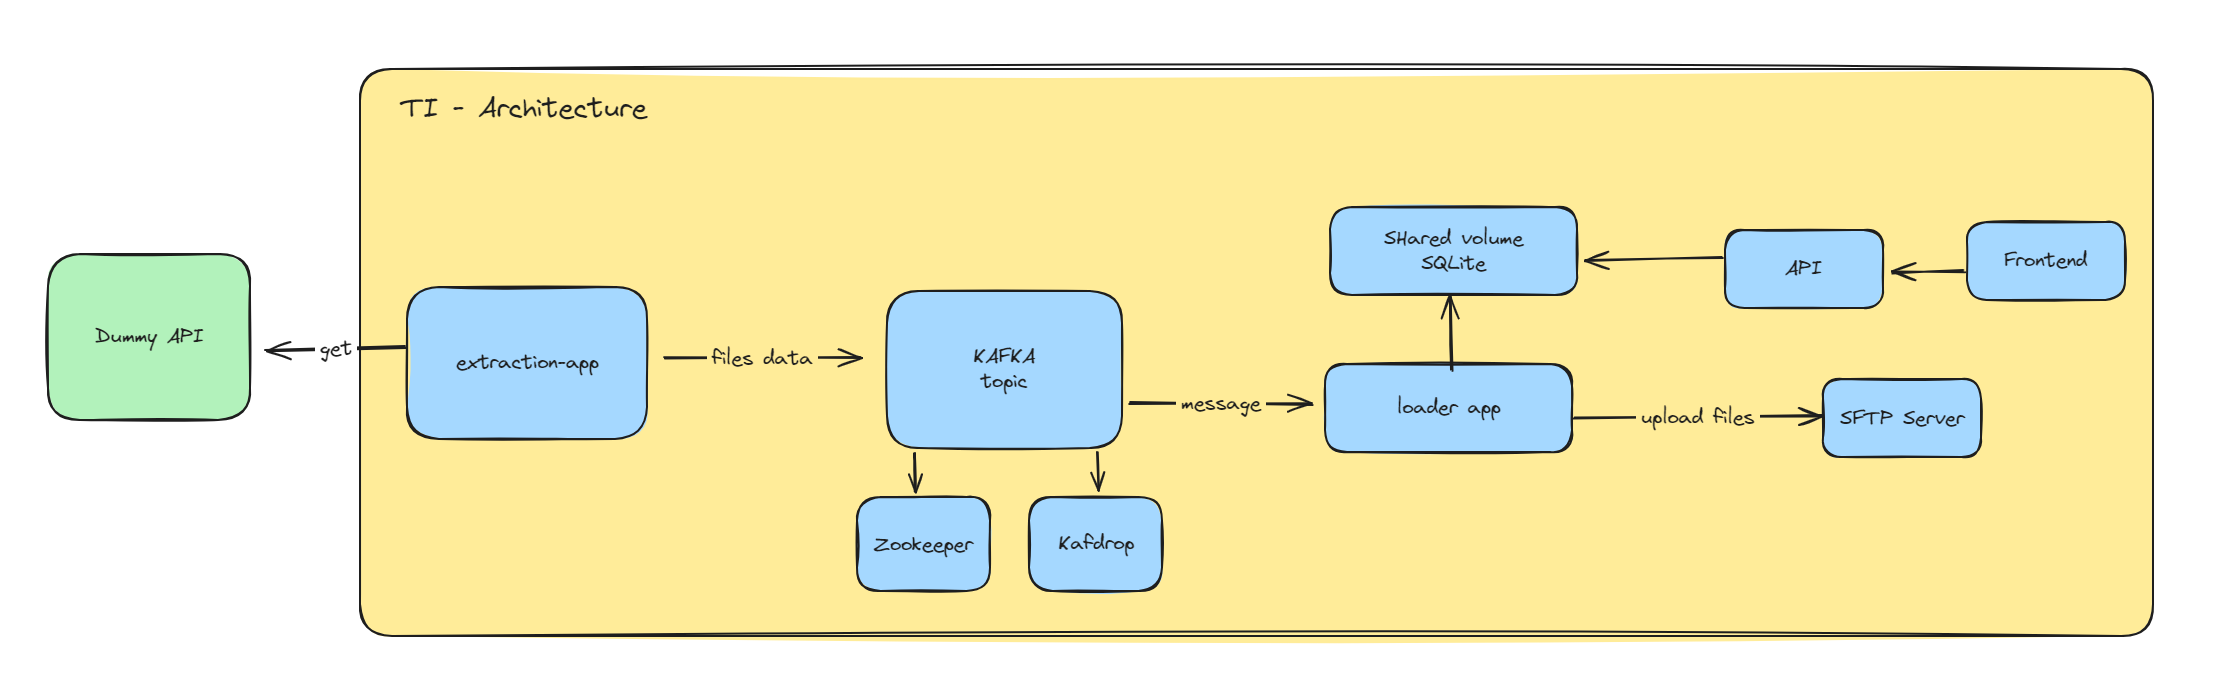 TI - Architecture
Dummy API
get
extraction-app
files data
KAFKA
topic
Zookeeper
Kafdrop
message
SHared volume
SQLite
loader app
API
Frontend
upload files
SFTP Server